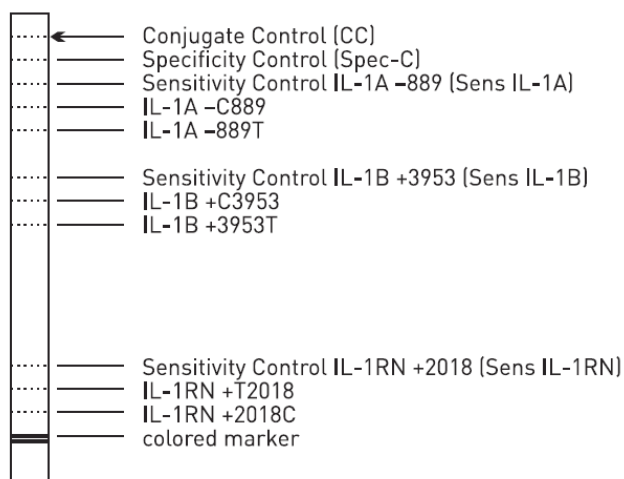 Conjugate Control (CC)
Specificity Control (Spec-C)
Sensitivity Control IL-1A –889 (Sens IL-1A)
IL-1A –C889
IL-1A –889T
Sensitivity Control IL-1B +3953 (Sens IL-1B)
IL-1B +C3953
IL-1B +3953T
Sensitivity Control IL-1RN +2018 (Sens IL-1RN)
IL-1RN +T2018
IL-1RN +2018C
colored marker